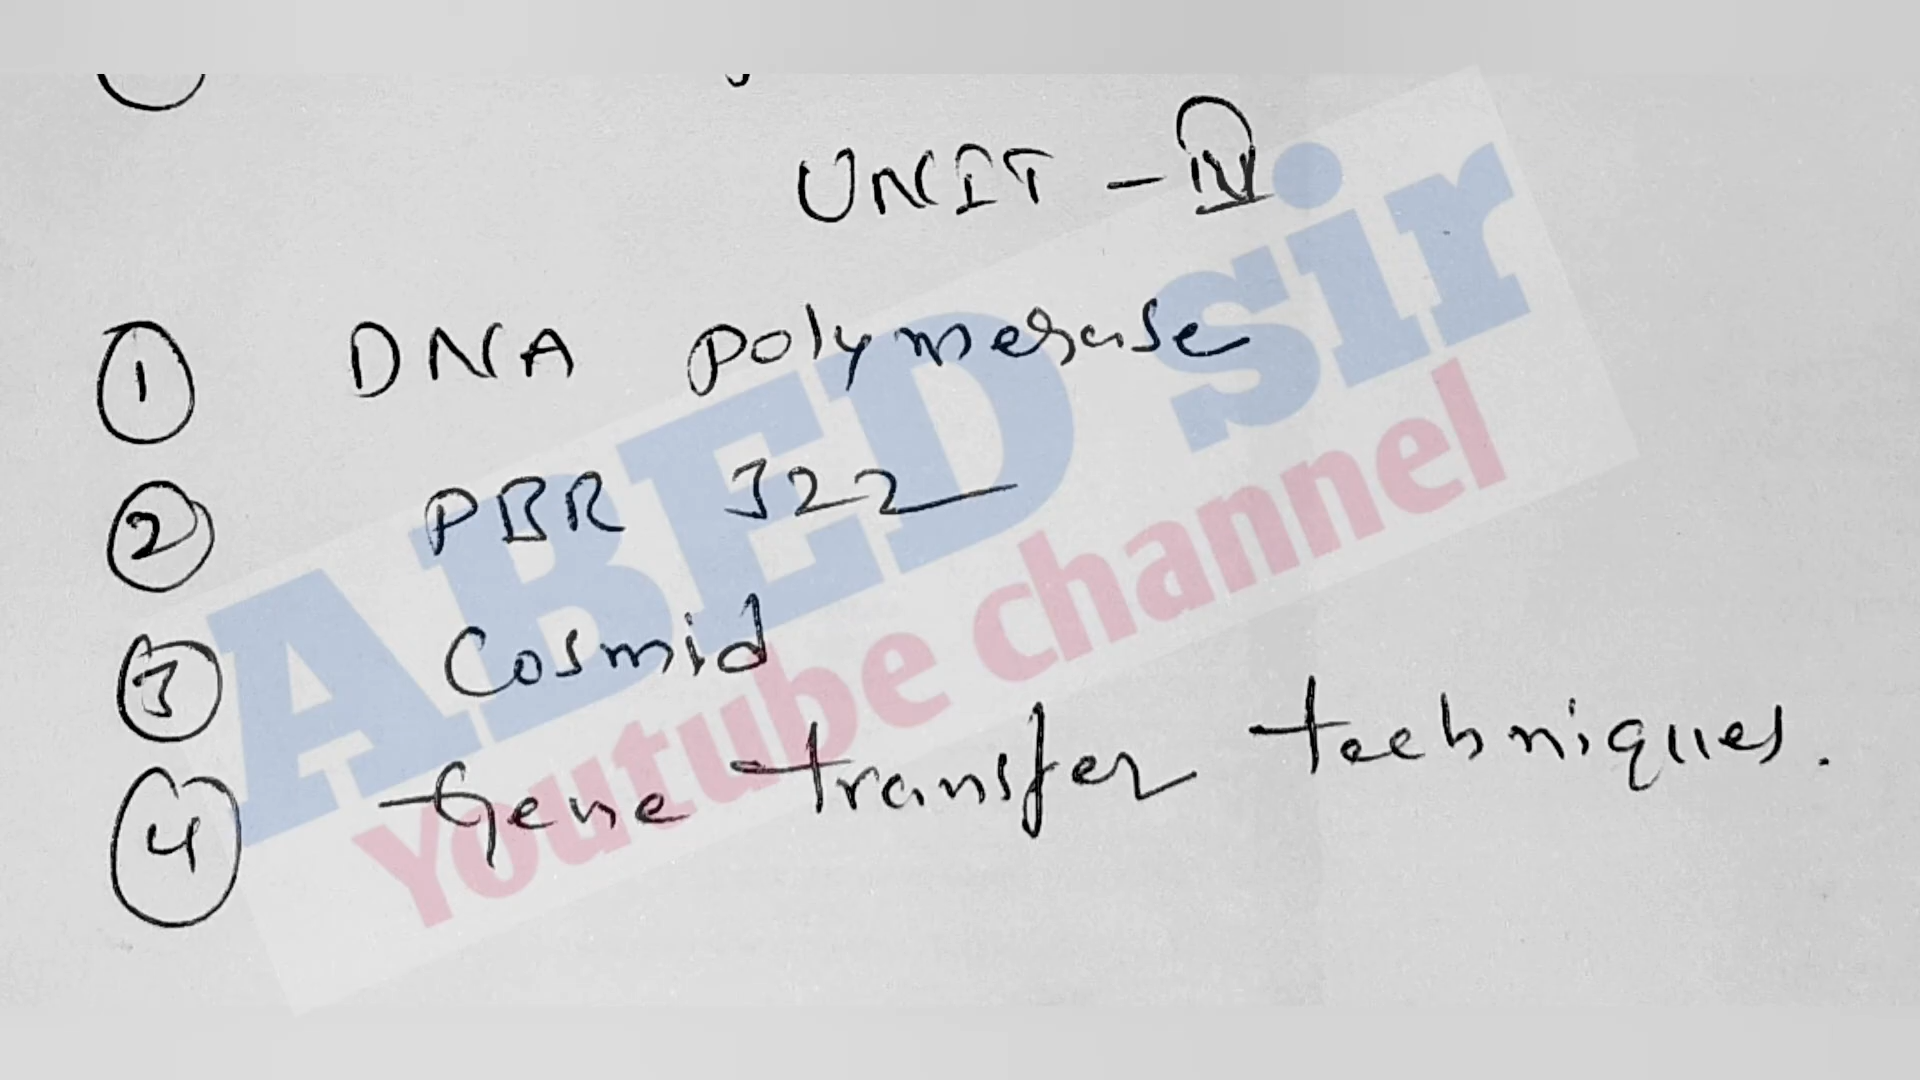 UNIT - IV
1 DNA polymerase
2 PBR 322
3 Cosmid
4 Gene transfer techniques.
ABED sir
Youtube channel